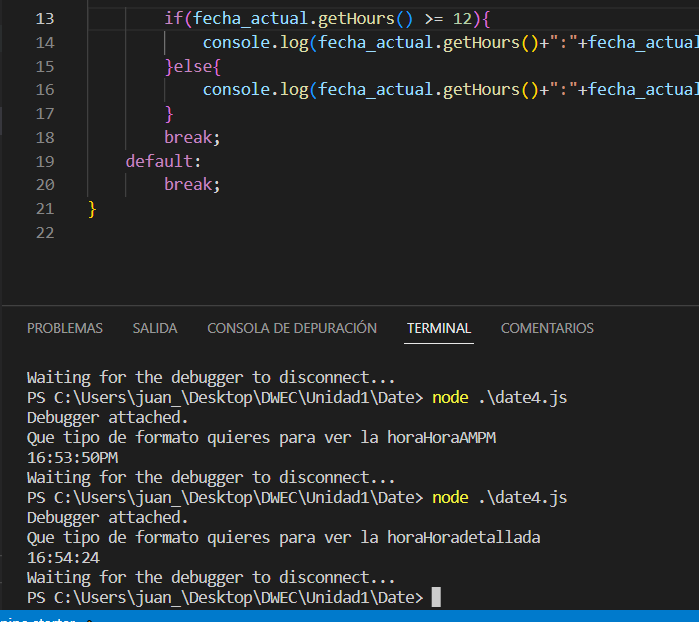 13 if(fecha_actual.getHours() >= 12){
14 console.log(fecha_actual.getHours()+":"+fecha_actual
15 }else{
16 console.log(fecha_actual.getHours()+":"+fecha_actual
17 }
18 break;
19 default:
20 break;
21 }
22
PROBLEMAS SALIDA CONSOLA DE DEPURACIÓN TERMINAL COMENTARIOS
Waiting for the debugger to disconnect...
PS C:\Users\juan_\Desktop\DWEC\Unidad1\Date> node .\date4.js
Debugger attached.
Que tipo de formato quieres para ver la horaHoraAMPM
16:53:50PM
Waiting for the debugger to disconnect...
PS C:\Users\juan_\Desktop\DWEC\Unidad1\Date> node .\date4.js
Debugger attached.
Que tipo de formato quieres para ver la horaHoradetallada
16:54:24
Waiting for the debugger to disconnect...
PS C:\Users\juan_\Desktop\DWEC\Unidad1\Date>